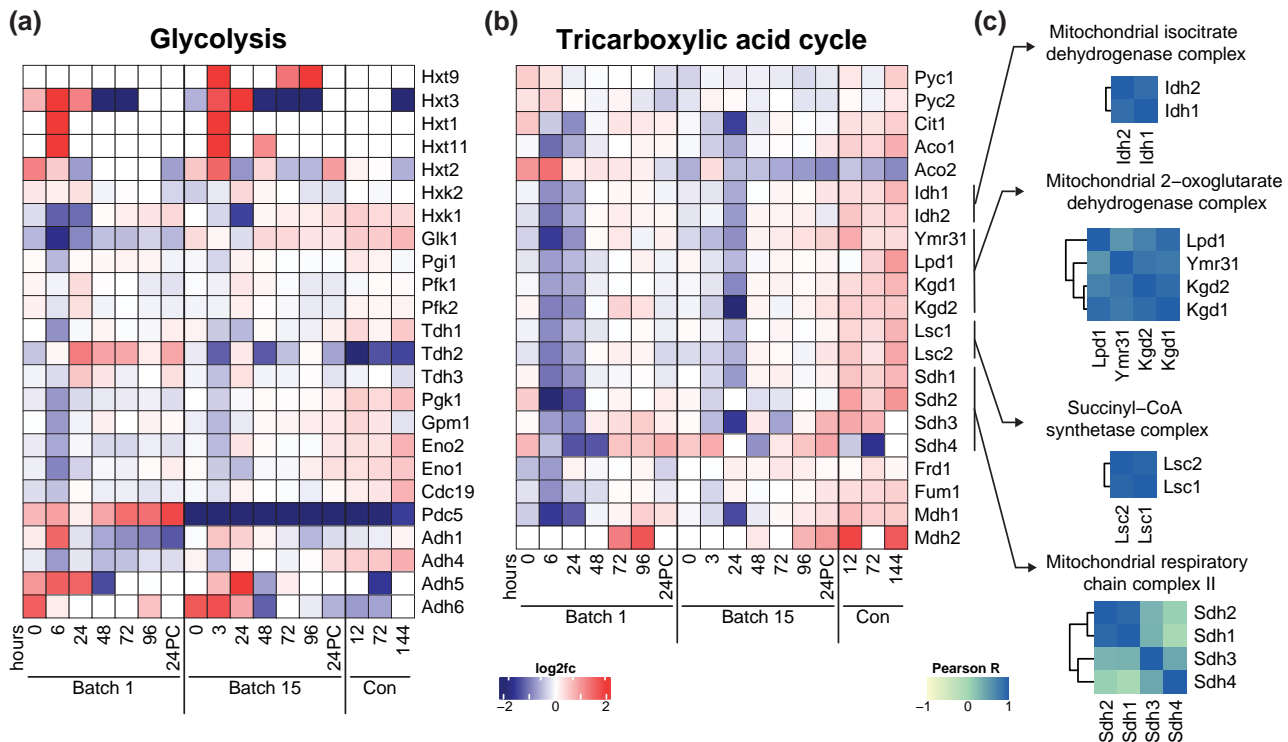 (a)
Glycolysis
Hxt9
Hxt3
Hxt1
Hxt11
Hxt2
Hxk2
Hxk1
Glk1
Pgi1
Pfk1
Pfk2
Tdh1
Tdh2
Tdh3
Pgk1
Gpm1
Eno2
Eno1
Cdc19
Pdc5
Adh1
Adh4
Adh5
Adh6
hours 0 6 24 48 72 96 24PC 0 3 24 48 72 96 24PC 12 72 144
Batch 1 Batch 15 Con
(b)
Tricarboxylic acid cycle
Pyc1
Pyc2
Cit1
Aco1
Aco2
Idh1
Idh2
Ymr31
Lpd1
Kgd1
Kgd2
Lsc1
Lsc2
Sdh1
Sdh2
Sdh3
Sdh4
Frd1
Fum1
Mdh1
Mdh2
hours 0 6 24 48 72 96 24PC 0 3 24 48 72 96 24PC 12 72 144
Batch 1 Batch 15 Con
log2fc
−2 0 2
Pearson R
−1 0 1
(c)
Mitochondrial isocitrate
dehydrogenase complex
Idh2
Idh1
Idh2 Idh1
Mitochondrial 2−oxoglutarate
dehydrogenase complex
Lpd1
Ymr31
Kgd2
Kgd1
Lpd1 Ymr31 Kgd2 Kgd1
Succinyl−CoA
synthetase complex
Lsc2
Lsc1
Lsc2 Lsc1
Mitochondrial respiratory
chain complex II
Sdh2
Sdh1
Sdh3
Sdh4
Sdh2 Sdh1 Sdh3 Sdh4